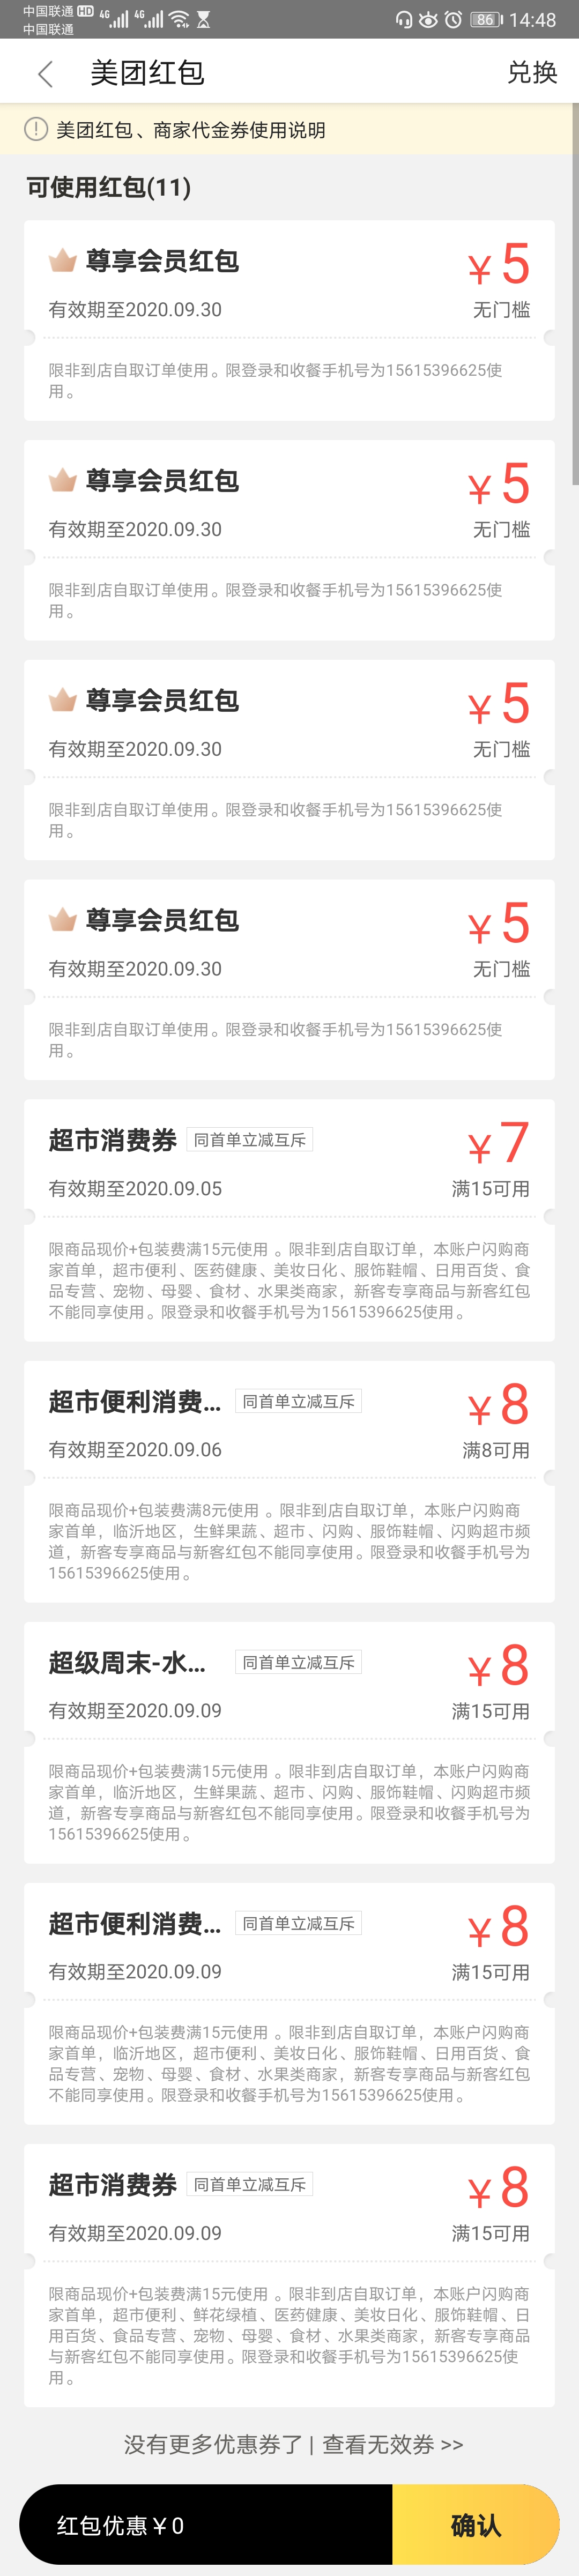 中国联通 HD 4G 4G 86 14:48
中国联通
美团红包 兑换
美团红包、商家代金券使用说明
可使用红包(11)
尊享会员红包 ¥5
有效期至2020.09.30 无门槛
限非到店自取订单使用。限登录和收餐手机号为15615396625使
用。
尊享会员红包 ¥5
有效期至2020.09.30 无门槛
限非到店自取订单使用。限登录和收餐手机号为15615396625使
用。
尊享会员红包 ¥5
有效期至2020.09.30 无门槛
限非到店自取订单使用。限登录和收餐手机号为15615396625使
用。
尊享会员红包 ¥5
有效期至2020.09.30 无门槛
限非到店自取订单使用。限登录和收餐手机号为15615396625使
用。
超市消费券 同首单立减互斥 ¥7
有效期至2020.09.05 满15可用
限商品现价+包装费满15元使用 。限非到店自取订单，本账户闪购商
家首单，超市便利、医药健康、美妆日化、服饰鞋帽、日用百货、食
品专营、宠物、母婴、食材、水果类商家，新客专享商品与新客红包
不能同享使用。限登录和收餐手机号为15615396625使用。
超市便利消费... 同首单立减互斥 ¥8
有效期至2020.09.06 满8可用
限商品现价+包装费满8元使用 。限非到店自取订单，本账户闪购商
家首单，临沂地区，生鲜果蔬、超市、闪购、服饰鞋帽、闪购超市频
道，新客专享商品与新客红包不能同享使用。限登录和收餐手机号为
15615396625使用。
超级周末-水... 同首单立减互斥 ¥8
有效期至2020.09.09 满15可用
限商品现价+包装费满15元使用 。限非到店自取订单，本账户闪购商
家首单，临沂地区，生鲜果蔬、超市、闪购、服饰鞋帽、闪购超市频
道，新客专享商品与新客红包不能同享使用。限登录和收餐手机号为
15615396625使用。
超市便利消费... 同首单立减互斥 ¥8
有效期至2020.09.09 满15可用
限商品现价+包装费满15元使用 。限非到店自取订单，本账户闪购商
家首单，临沂地区，超市便利、美妆日化、服饰鞋帽、日用百货、食
品专营、宠物、母婴、食材、水果类商家，新客专享商品与新客红包
不能同享使用。限登录和收餐手机号为15615396625使用。
超市消费券 同首单立减互斥 ¥8
有效期至2020.09.09 满15可用
限商品现价+包装费满15元使用 。限非到店自取订单，本账户闪购商
家首单，超市便利、鲜花绿植、医药健康、美妆日化、服饰鞋帽、日
用百货、食品专营、宠物、母婴、食材、水果类商家，新客专享商品
与新客红包不能同享使用。限登录和收餐手机号为15615396625使
用。
没有更多优惠券了 | 查看无效券 >>
红包优惠￥0 确认